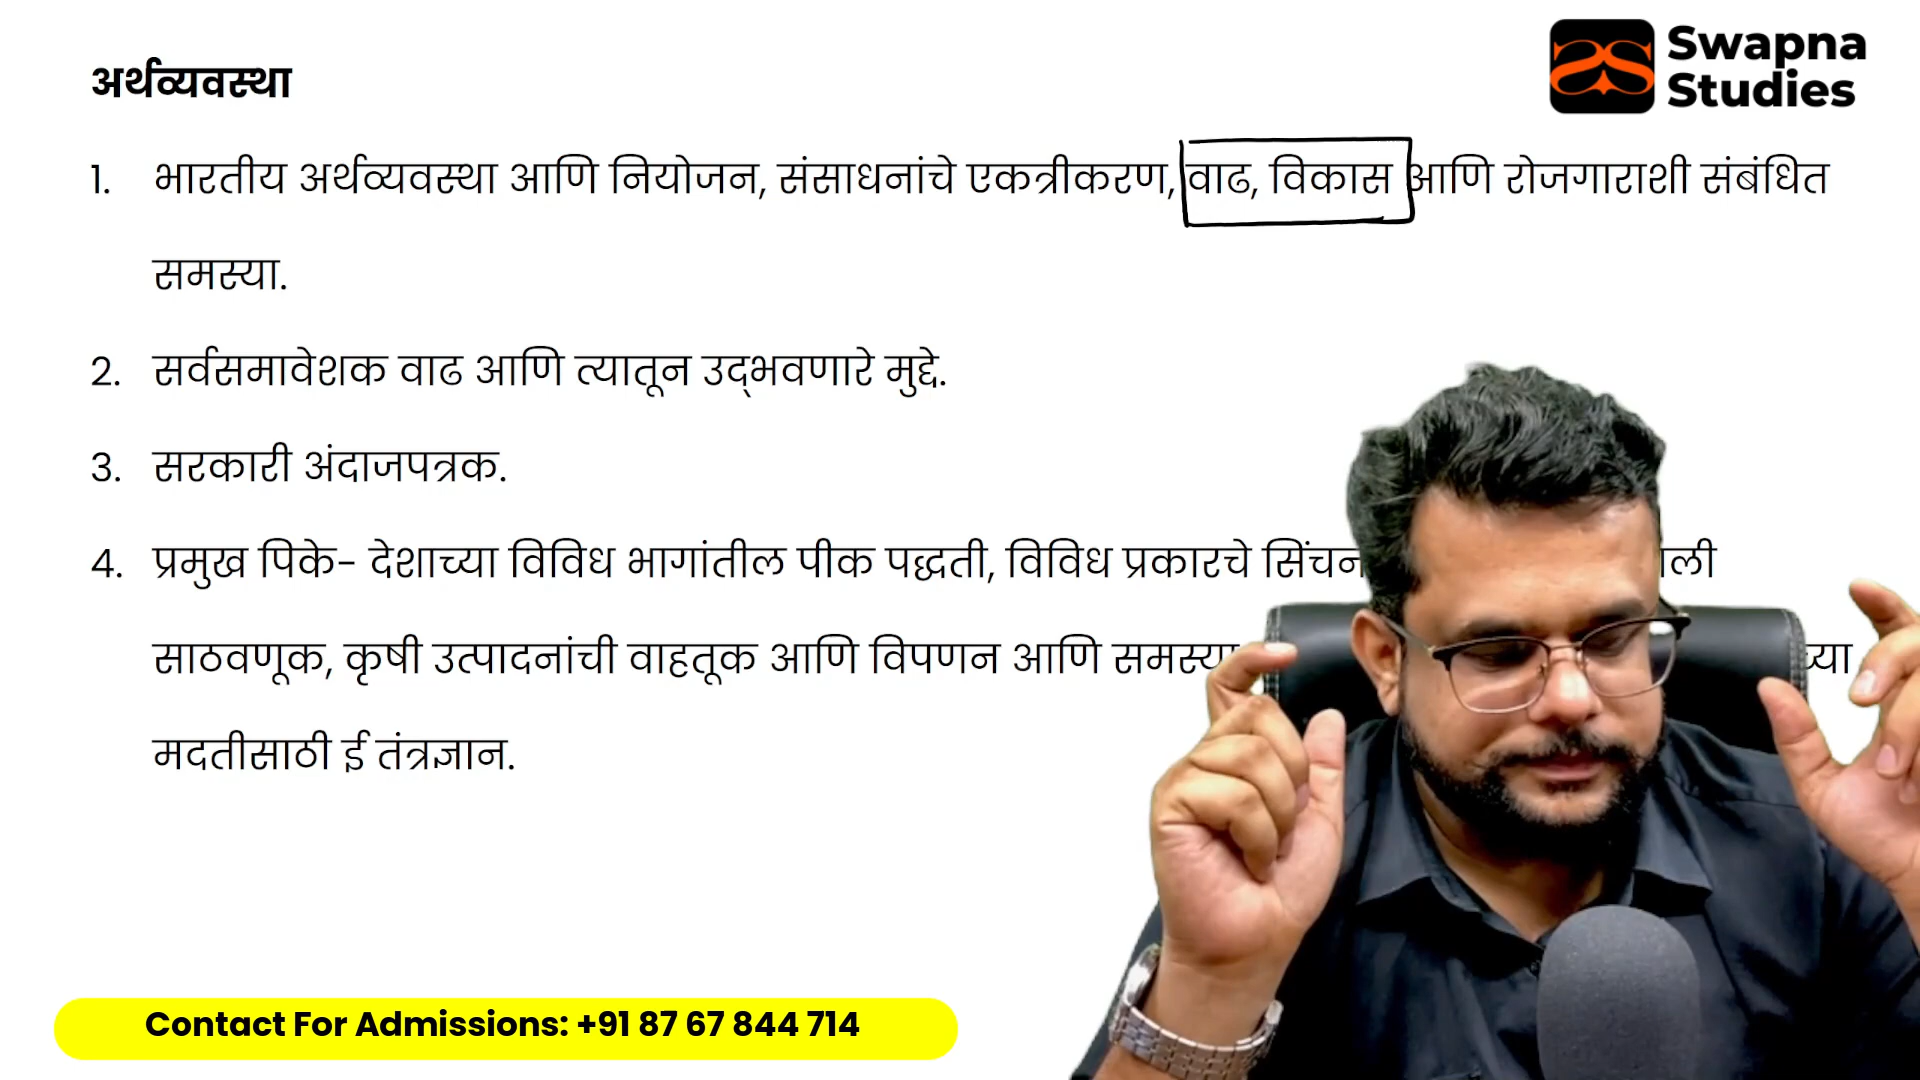 अर्थव्यवस्था
Swapna
Studies
1. भारतीय अर्थव्यवस्था आणि नियोजन, संसाधनांचे एकत्रीकरण, वाढ, विकास आणि रोजगाराशी संबंधित
समस्या.
2. सर्वसमावेशक वाढ आणि त्यातून उद्‌भवणारे मुद्दे.
3. सरकारी अंदाजपत्रक.
4. प्रमुख पिके- देशाच्या विविध भागांतील पीक पद्धती, विविध प्रकारचे सिंचन
साठवणूक, कृषी उत्पादनांची वाहतूक आणि विपणन आणि समस्या
मदतीसाठी ई तंत्रज्ञान.
Contact For Admissions: +91 87 67 844 714